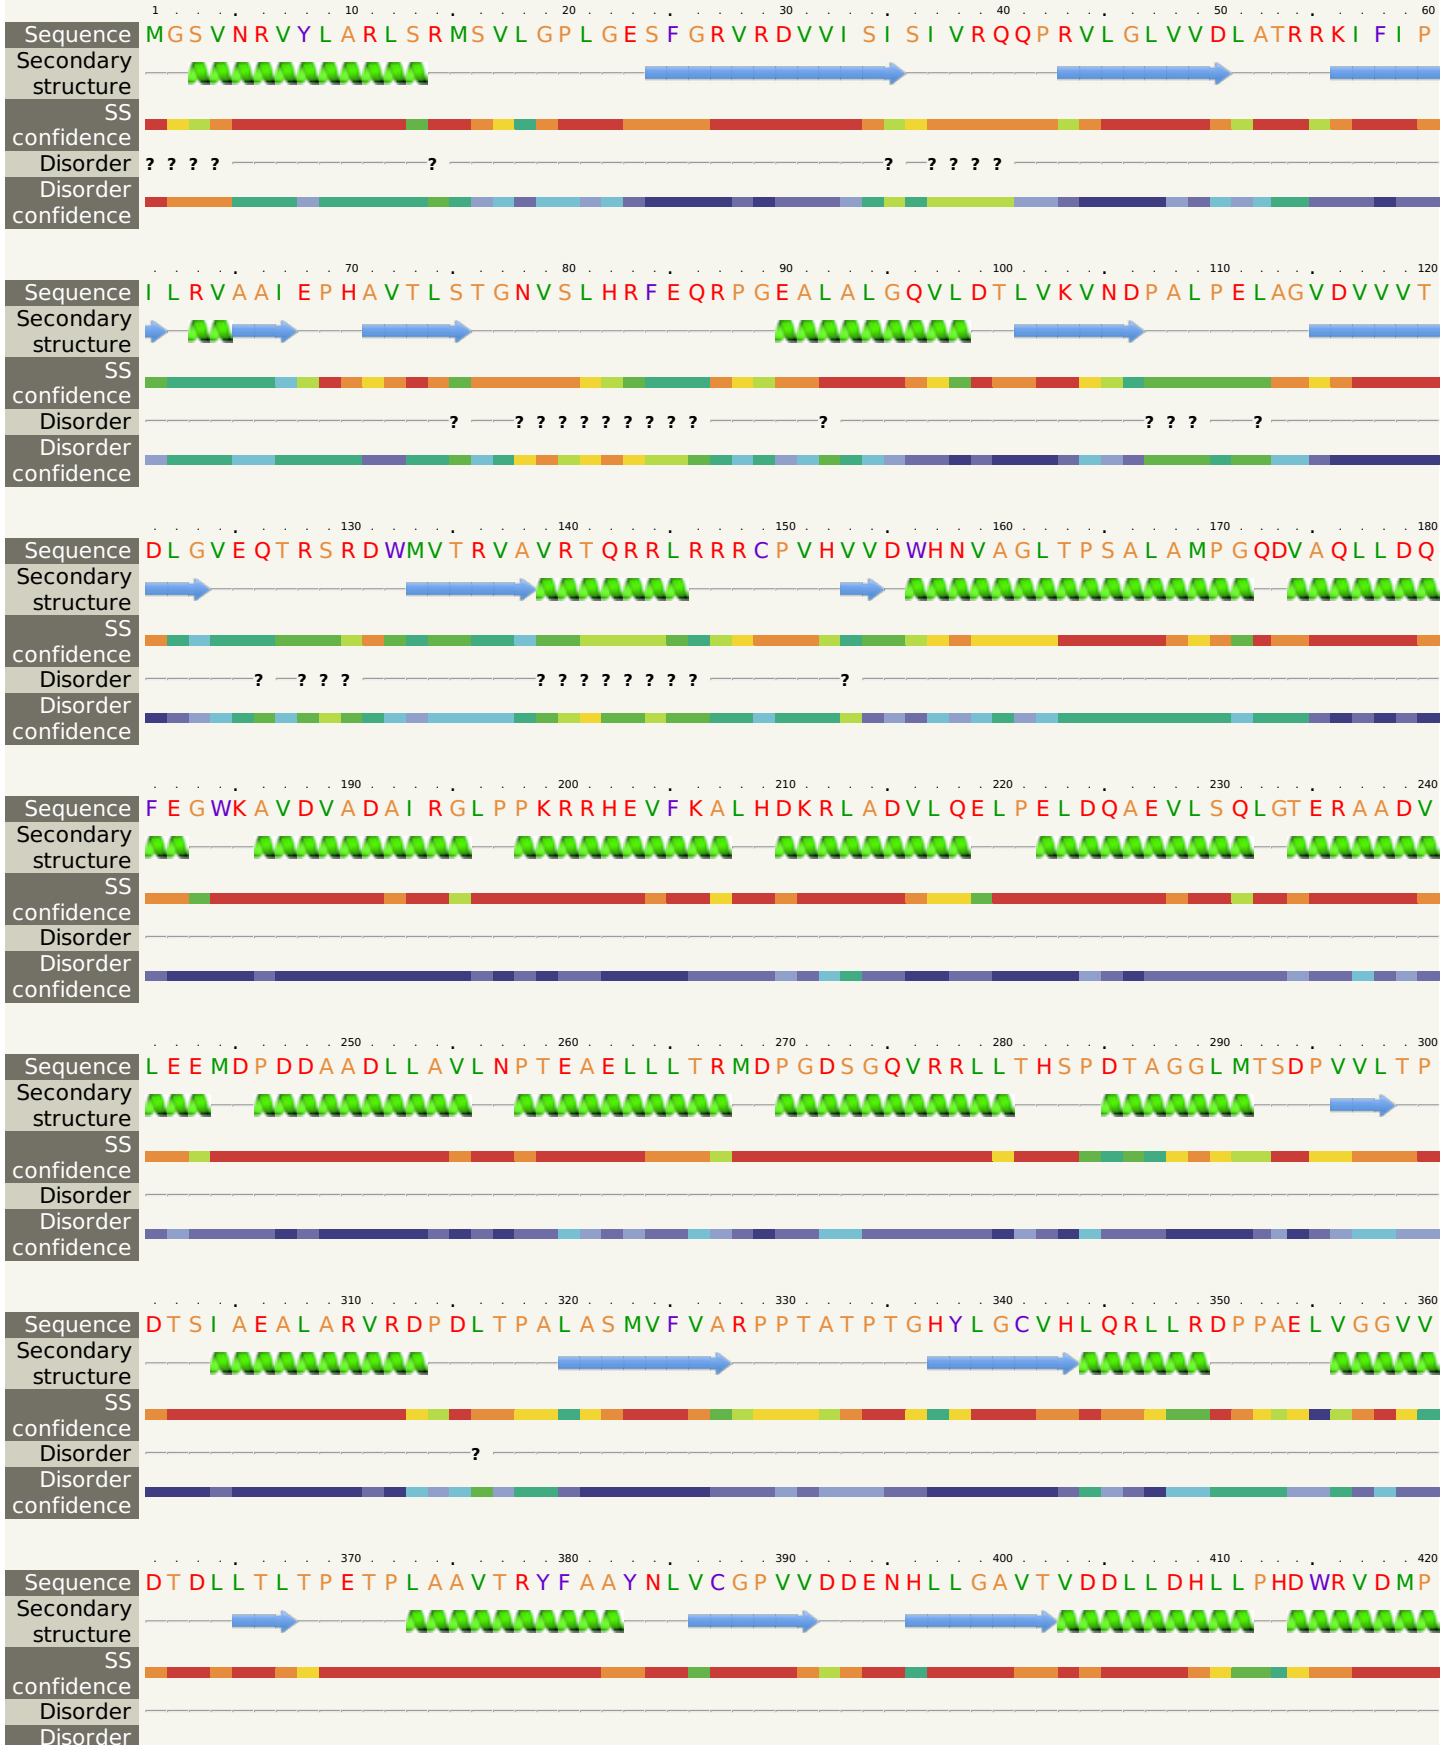 1 10 20 30 40 50 60
Sequence M G S V N R V Y L A R L S R M S V L G P L G E S F G R V R D V V I S I S I V R Q Q P R V L G L V V D L A T R R K I F I P
Secondary
structure
SS
confidence
Disorder ? ? ? ? ? ? ? ? ? ?
Disorder
confidence
70 80 90 100 110 120
Sequence I L R V A A I E P H A V T L S T G N V S L H R F E Q R P G E A L A L G Q V L D T L V K V N D P A L P E L A G V D V V V T
Secondary
structure
SS
confidence
Disorder ? ? ? ? ? ? ? ? ? ? ? ? ? ? ?
Disorder
confidence
130 140 150 160 170 180
Sequence D L G V E Q T R S R D W M V T R V A V R T Q R R L R R R C P V H V V D W H N V A G L T P S A L A M P G Q D V A Q L L D Q
Secondary
structure
SS
confidence
Disorder ? ? ? ? ? ? ? ? ? ? ? ? ?
Disorder
confidence
190 200 210 220 230 240
Sequence F E G W K A V D V A D A I R G L P P K R R H E V F K A L H D K R L A D V L Q E L P E L D Q A E V L S Q L G T E R A A D V
Secondary
structure
SS
confidence
Disorder
Disorder
confidence
250 260 270 280 290 300
Sequence L E E M D P D D A A D L L A V L N P T E A E L L L T R M D P G D S G Q V R R L L T H S P D T A G G L M T S D P V V L T P
Secondary
structure
SS
confidence
Disorder
Disorder
confidence
310 320 330 340 350 360
Sequence D T S I A E A L A R V R D P D L T P A L A S M V F V A R P P T A T P T G H Y L G C V H L Q R L L R D P P A E L V G G V V
Secondary
structure
SS
confidence
Disorder ?
Disorder
confidence
370 380 390 400 410 420
Sequence D T D L L T L T P E T P L A A V T R Y F A A Y N L V C G P V V D D E N H L L G A V T V D D L L D H L L P H D W R V D M P
Secondary
structure
SS
confidence
Disorder
Disorder